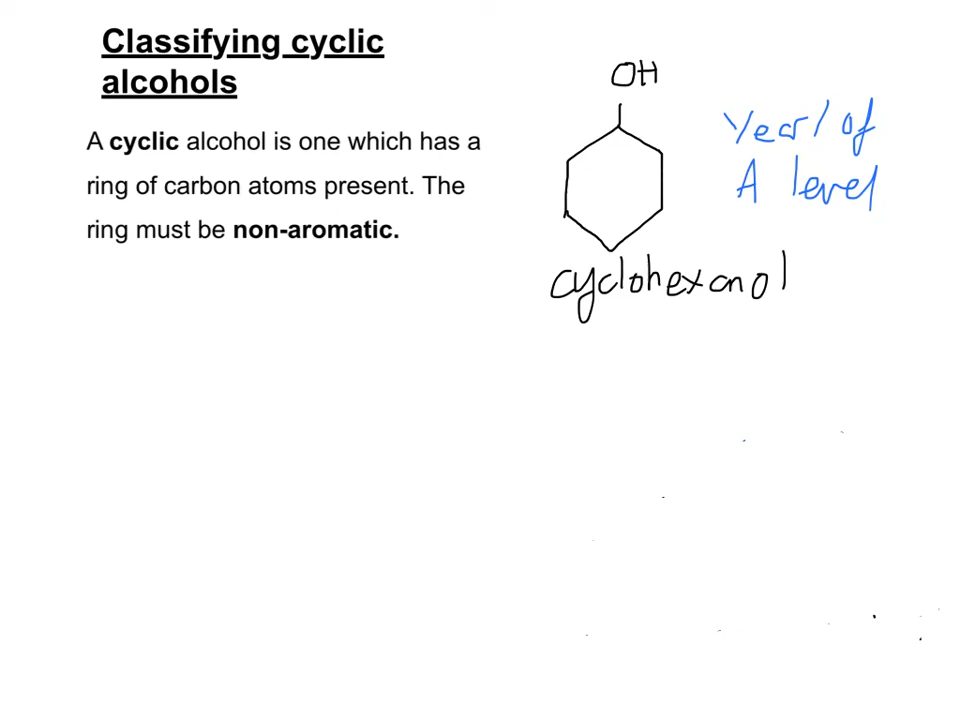 Classifying cyclic
alcohols
A cyclic alcohol is one which has a
ring of carbon atoms present. The
ring must be non-aromatic.
OH
Year 1 of
A level
cyclohexanol